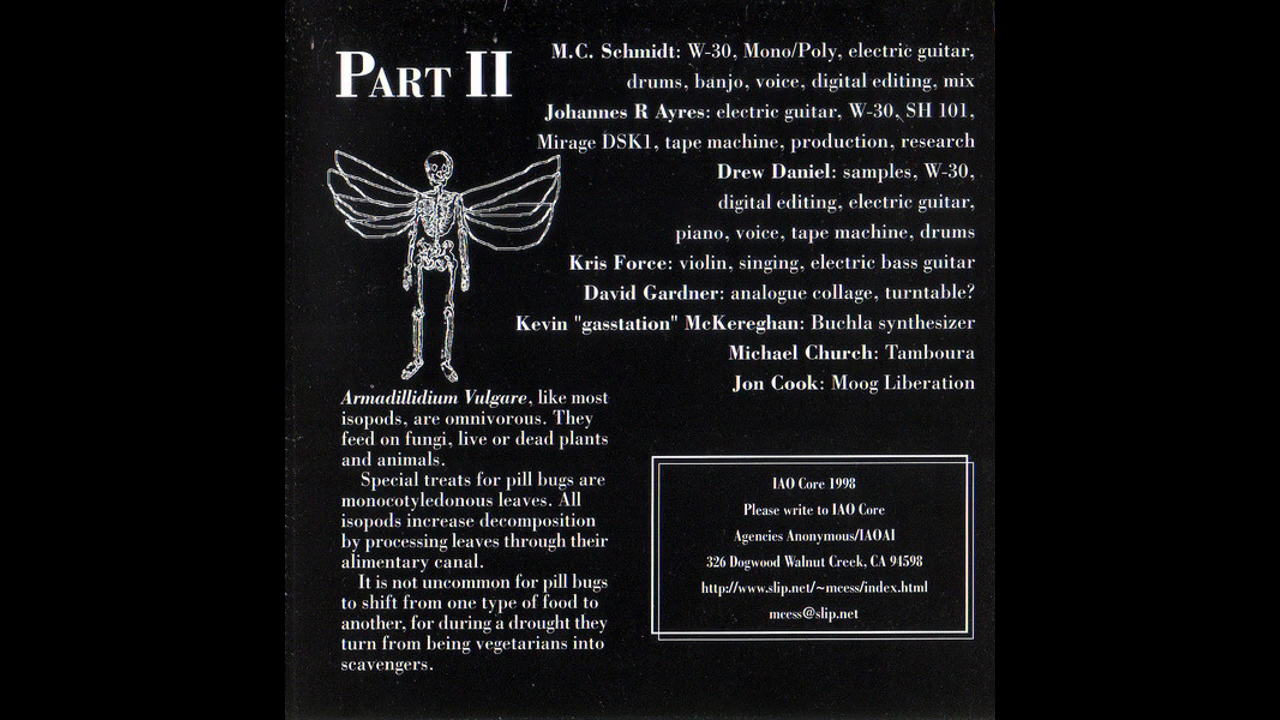 PART II
M.C. Schmidt: W-30, Mono/Poly, electric guitar,
drums, banjo, voice, digital editing, mix
Johannes R Ayres: electric guitar, W-30, SH 101,
Mirage DSK1, tape machine, production, research
Drew Daniel: samples, W-30,
digital editing, electric guitar,
piano, voice, tape machine, drums
Kris Force: violin, singing, electric bass guitar
David Gardner: analogue collage, turntable?
Kevin "gasstation" McKereghan: Buchla synthesizer
Michael Church: Tamboura
Jon Cook: Moog Liberation
Armadillidium Vulgare, like most
isopods, are omnivorous. They
feed on fungi, live or dead plants
and animals.
Special treats for pill bugs are
monocotyledonous leaves. All
isopods increase decomposition
by processing leaves through their
alimentary canal.
It is not uncommon for pill bugs
to shift from one type of food to
another, for during a drought they
turn from being vegetarians into
scavengers.
IAO Core 1998
Please write to IAO Core
Agencies Anonymous/IAOAI
326 Dogwood Walnut Creek, CA 94598
http://www.slip.net/~mcess/index.html
mcess@slip.net